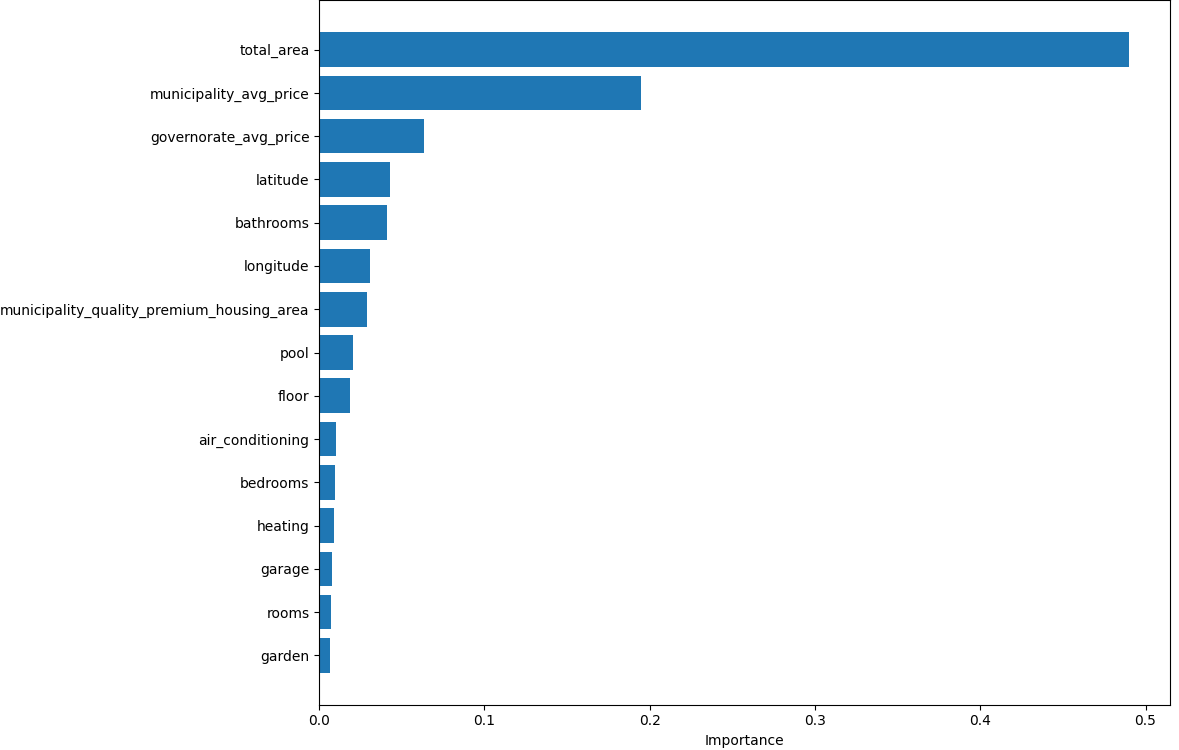 total_area
municipality_avg_price
governorate_avg_price
latitude
bathrooms
longitude
municipality_quality_premium_housing_area
pool
floor
air_conditioning
bedrooms
heating
garage
rooms
garden
0.0 0.1 0.2 0.3 0.4 0.5
Importance